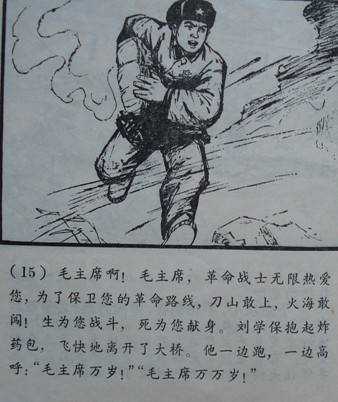 (15) 毛主席啊！毛主席，革命战士无限热爱
您，为了保卫您的革命路线，刀山敢上，火海敢
闯！生为您战斗，死为您献身。刘学保抱起炸
药包，飞快地离开了大桥。他一边跑，一边高
呼：“毛主席万岁！”“毛主席万万岁！”